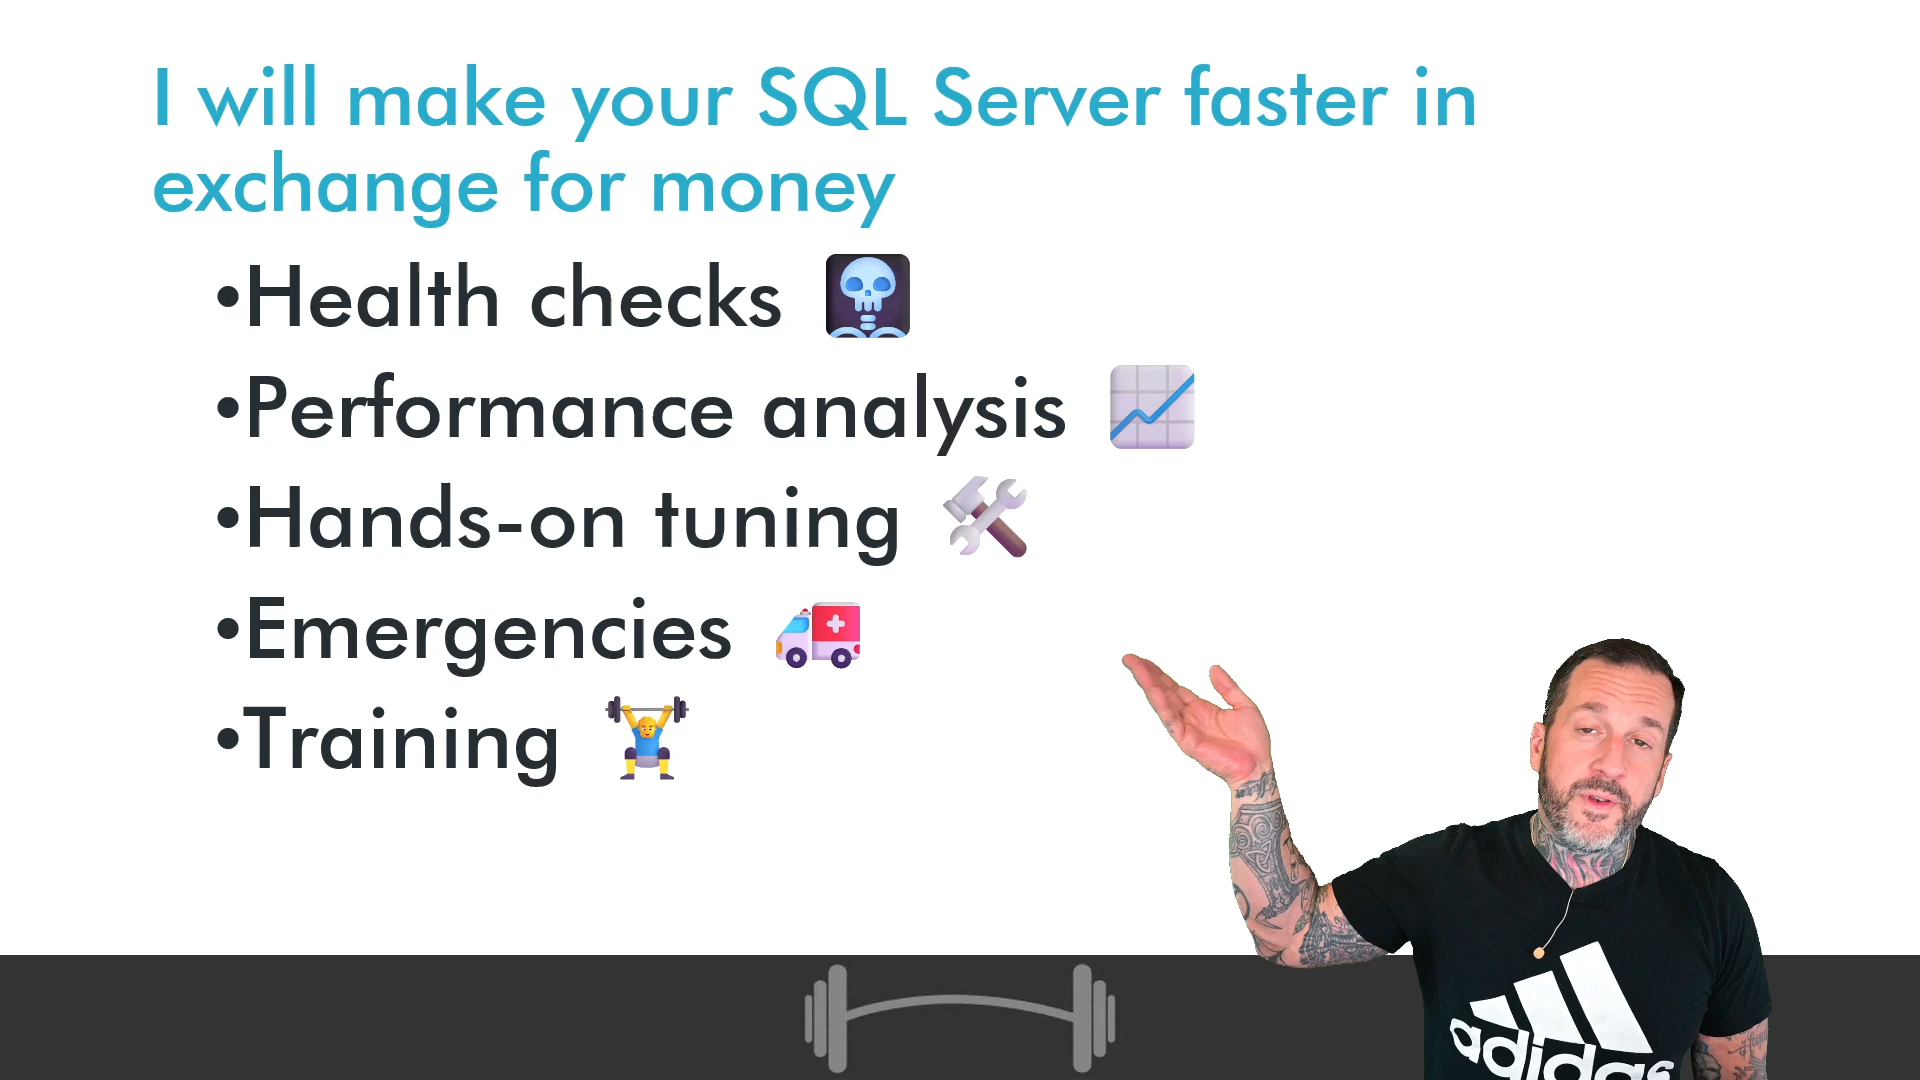 I will make your SQL Server faster in
exchange for money
•Health checks
•Performance analysis
•Hands-on tuning
•Emergencies
•Training
adidas